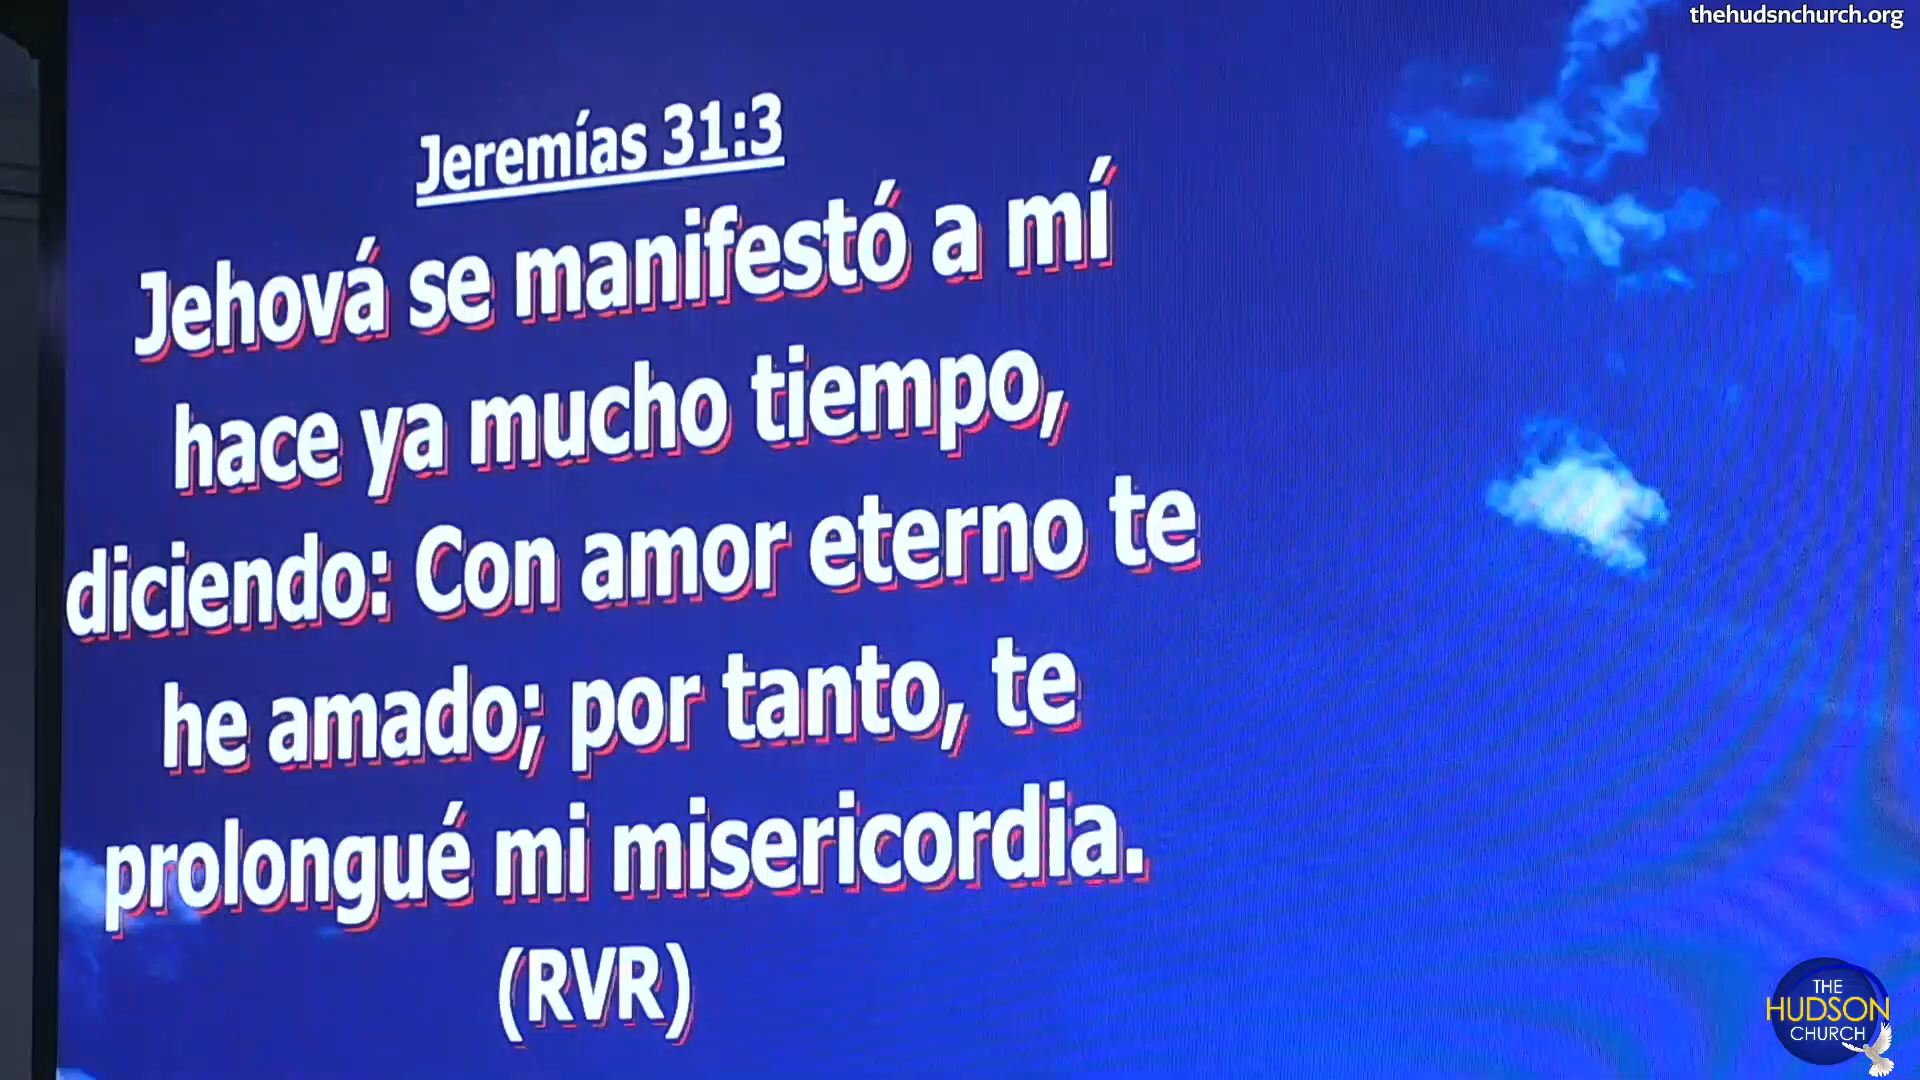 thehudsnchurch.org
Jeremías 31:3
Jehová se manifestó a mí
hace ya mucho tiempo,
diciendo: Con amor eterno te
he amado; por tanto, te
prolongué mi misericordia.
(RVR)
THE
HUDSON
CHURCH